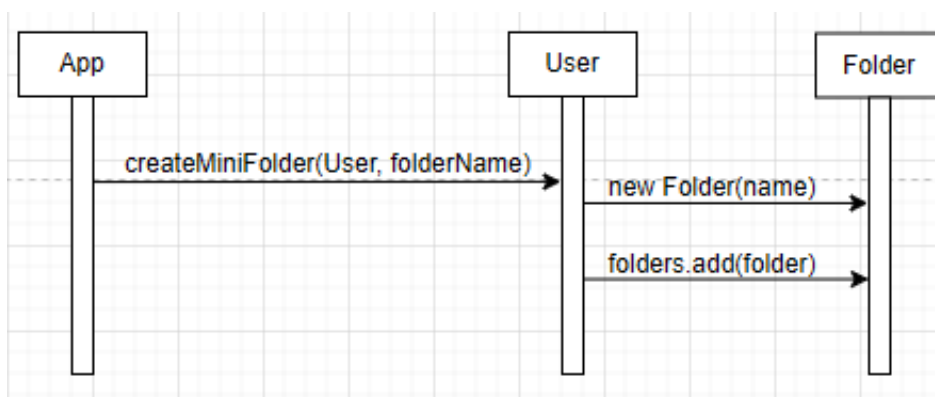 App
User
Folder
createMiniFolder(User, folderName)
new Folder(name)
folders.add(folder)